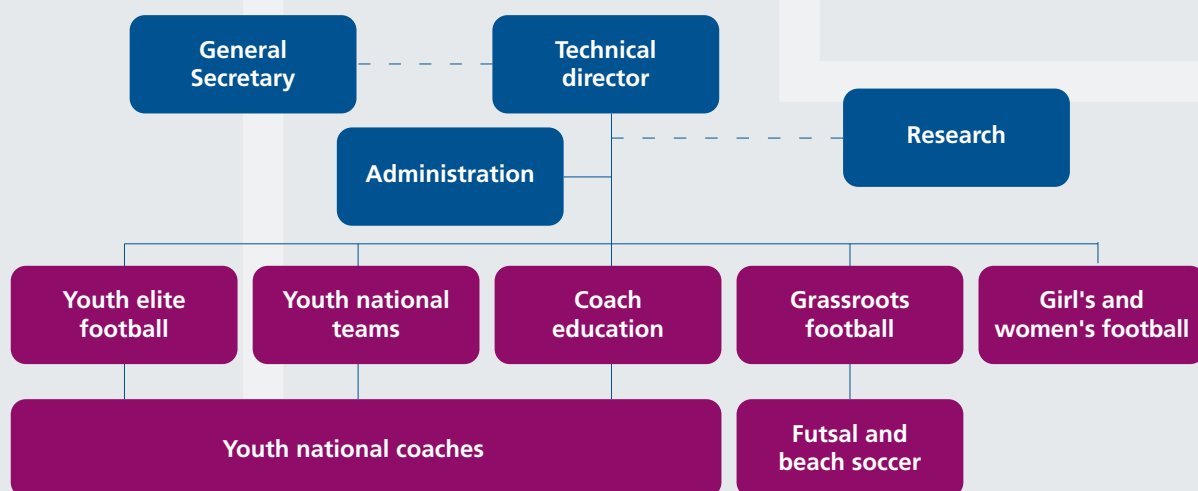 General
Secretary
Technical
director
Research
Administration
Youth elite
football
Youth national
teams
Coach
education
Grassroots
football
Girl's and
women's football
Youth national coaches
Futsal and
beach soccer